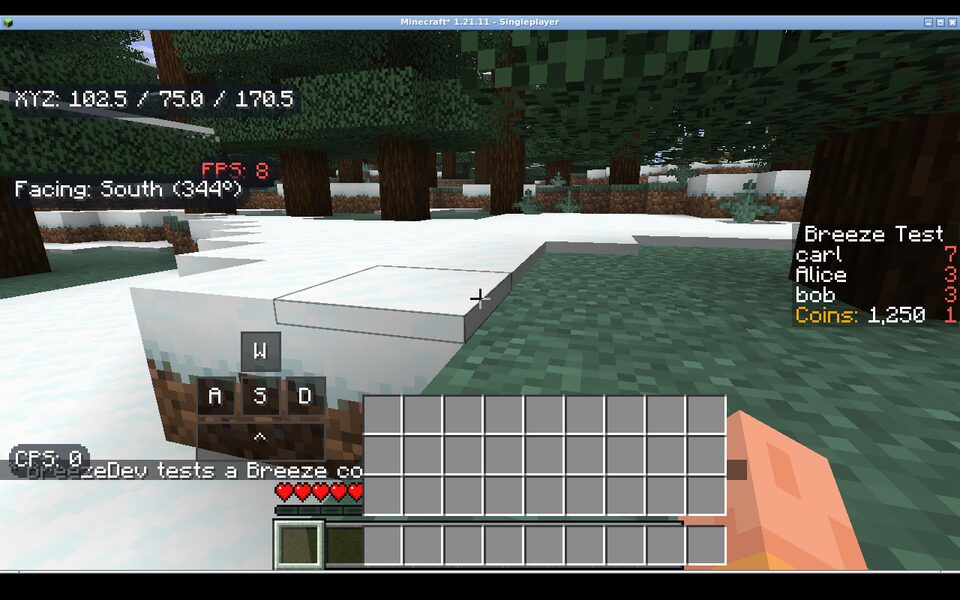 Minecraft* 1.21.11 - Singleplayer
XYZ: 102.5 / 75.0 / 170.5
FPS: 8
Facing: South (344°)
Breeze Test
carl 7
Alice 3
bob 3
Coins: 1,250 1
W
A S D
^
CPS: 0
BreezeDev tests a Breeze co